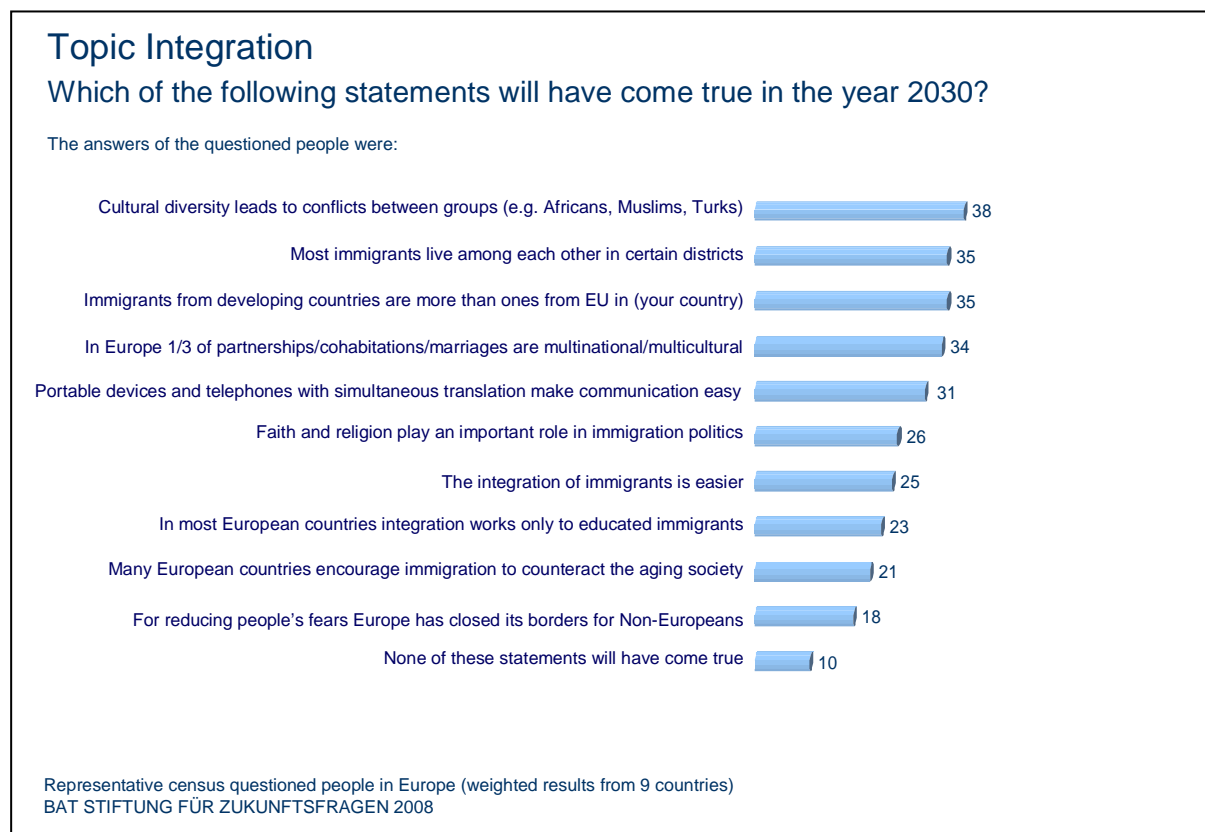 Topic Integration
Which of the following statements will have come true in the year 2030?
The answers of the questioned people were:
Cultural diversity leads to conflicts between groups (e.g. Africans, Muslims, Turks) 38
Most immigrants live among each other in certain districts 35
Immigrants from developing countries are more than ones from EU in (your country) 35
In Europe 1/3 of partnerships/cohabitations/marriages are multinational/multicultural 34
Portable devices and telephones with simultaneous translation make communication easy 31
Faith and religion play an important role in immigration politics 26
The integration of immigrants is easier 25
In most European countries integration works only to educated immigrants 23
Many European countries encourage immigration to counteract the aging society 21
For reducing people’s fears Europe has closed its borders for Non-Europeans 18
None of these statements will have come true 10
Representative census questioned people in Europe (weighted results from 9 countries)
BAT STIFTUNG FÜR ZUKUNFTSFRAGEN 2008